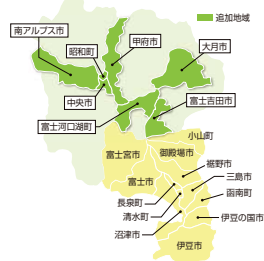 追加地域
南アルプス市
昭和町
甲府市
大月市
中央市
富士吉田市
富士河口湖町
小山町
富士宮市
御殿場市
裾野市
富士市
三島市
長泉町
函南町
清水町
伊豆の国市
沼津市
伊豆市